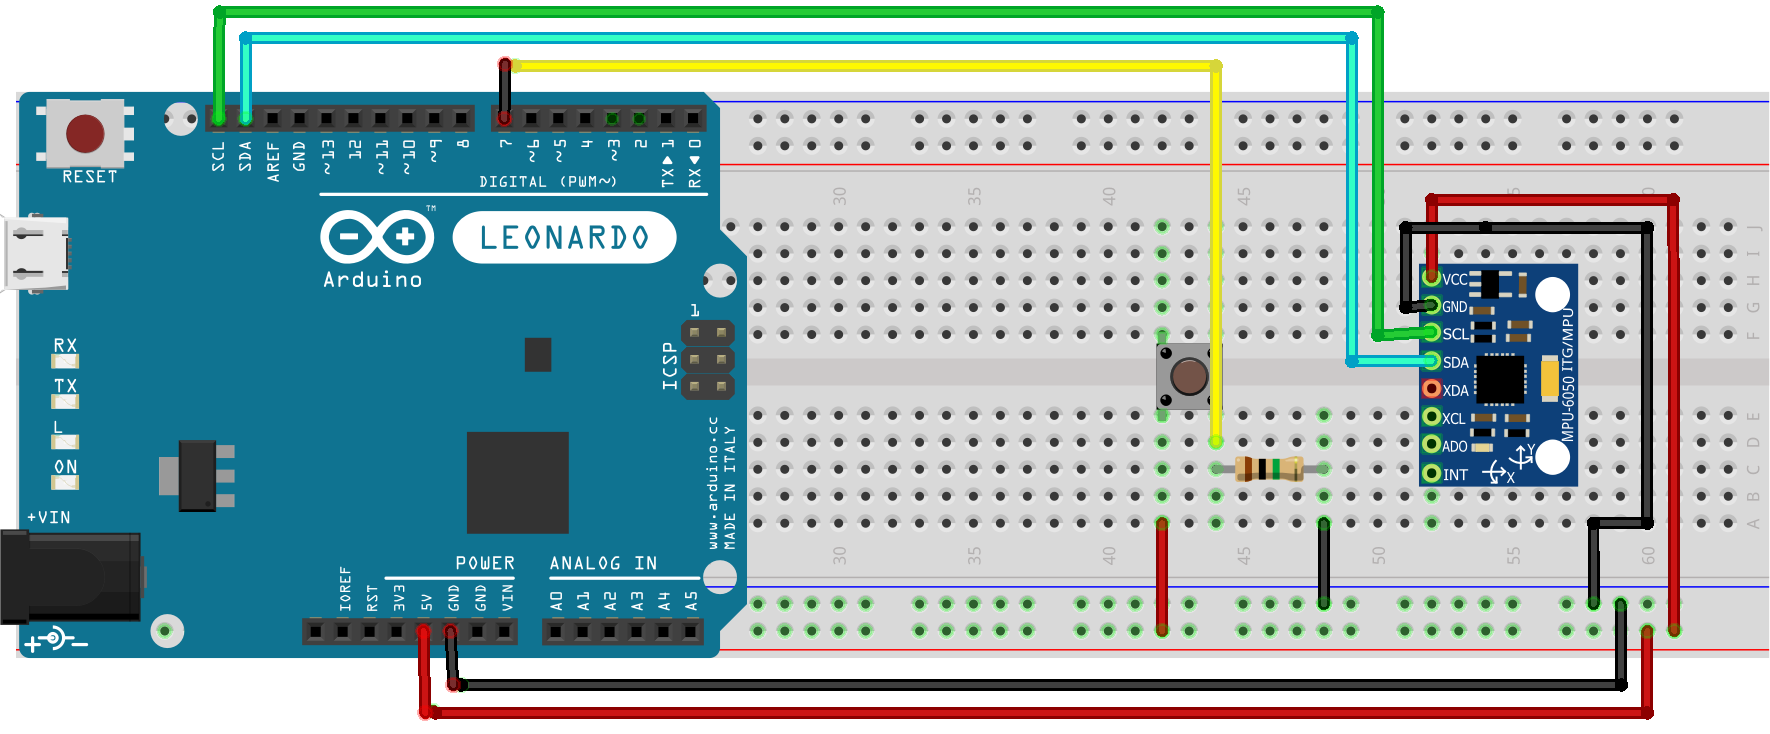 RESET
SCL
SDA
AREF
GND
~13
12
~11
~10
~9
8
7
~6
~5
4
~3
2
TX▶1
RX◀0
DIGITAL (PWM~)
TM
LEONARDO
Arduino
1
ICSP
RX
TX
L
ON
+VIN
www.arduino.cc
MADE IN ITALY
POWER
ANALOG IN
IOREF
RST
3V3
5V
GND
GND
VIN
A0
A1
A2
A3
A4
A5
30
35
40
45
J
I
H
G
F
E
D
C
B
A
30
35
40
45
50
55
60
VCC
GND
SCL
SDA
XDA
XCL
ADO
INT
MPU-6050 ITG/MPU
Y
X